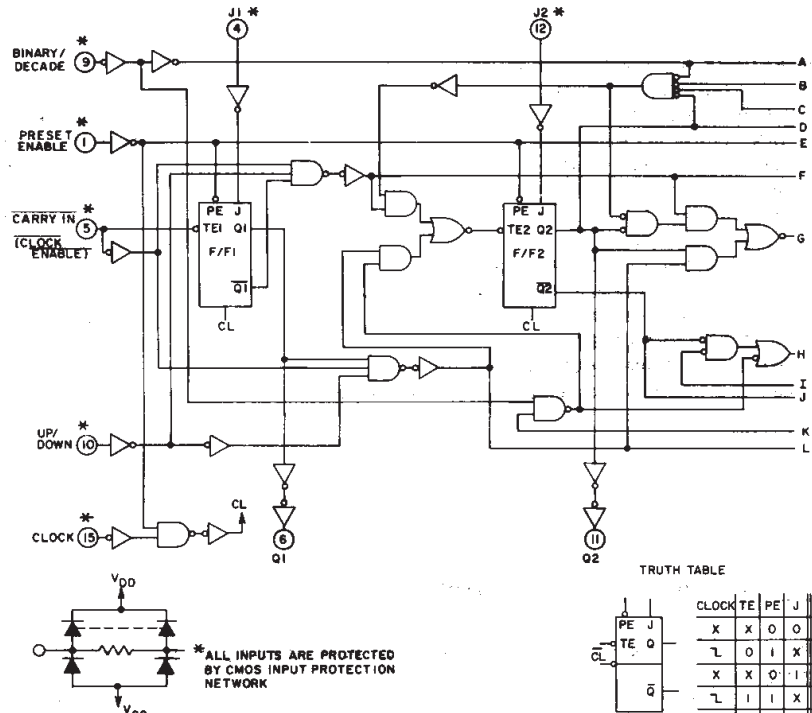 J1 *
4
J2 *
12
*
BINARY/
DECADE
9
A
B
C
D
*
PRESET
ENABLE
1
E
F
*
CARRY IN
5
(CLOCK
ENABLE)
PE J
TE1 Q1
F/F1
Q1
CL
PE J
TE2 Q2
F/F2
Q2
CL
G
H
I
J
K
L
*
UP/
DOWN
10
*
CLOCK
15
CL
6
Q1
11
Q2
VDD
*ALL INPUTS ARE PROTECTED
BY CMOS INPUT PROTECTION
NETWORK
TRUTH TABLE
PE J
TE Q
CL
Q
CLOCK TE PE J
X X 0 0
0 1 X
X X 0 1
1 1 X